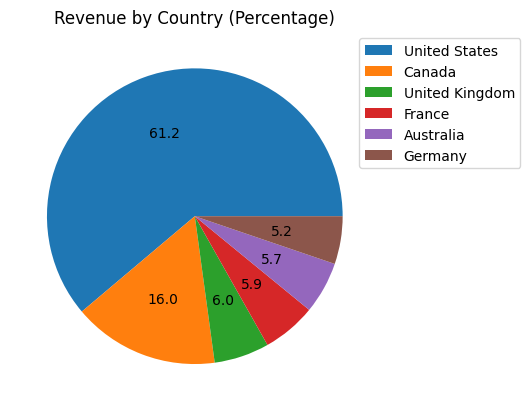 Revenue by Country (Percentage)
United States
Canada
United Kingdom
France
Australia
Germany
61.2
16.0
6.0
5.9
5.7
5.2